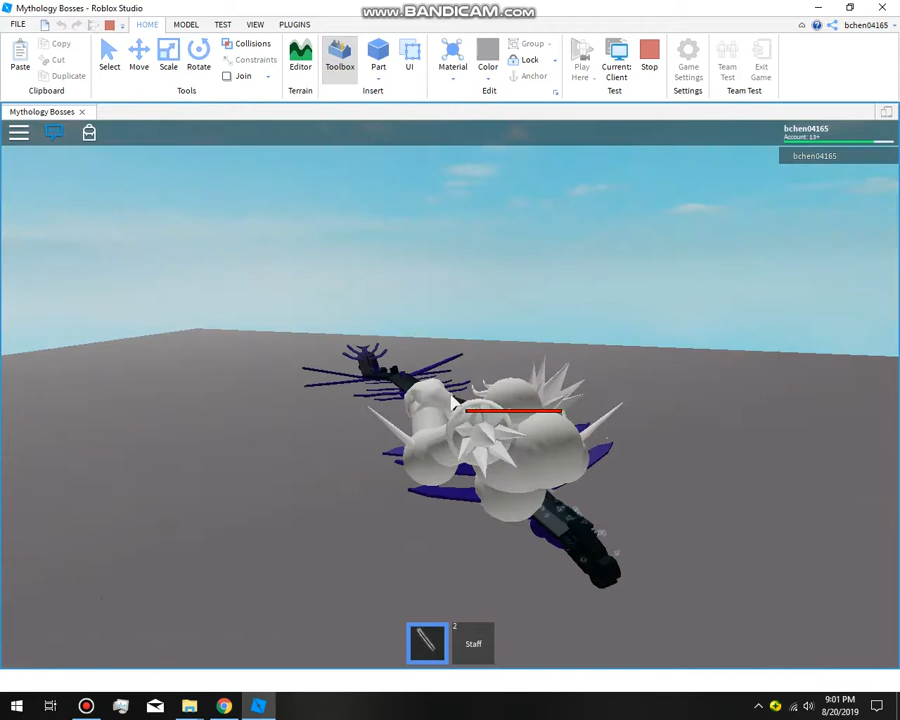 Mythology Bosses - Roblox Studio
www.BANDICAM.com
FILE
HOME
MODEL
TEST
VIEW
PLUGINS
bchen04165
Paste
Copy
Cut
Duplicate
Clipboard
Select
Move
Scale
Rotate
Collisions
Constraints
Join
Tools
Editor
Terrain
Toolbox
Part
UI
Insert
Material
Color
Group
Lock
Anchor
Edit
Play
Here
Current:
Client
Stop
Test
Game
Settings
Settings
Team
Test
Exit
Game
Team Test
Mythology Bosses
bchen04165
Account: 13+
bchen04165
2
Staff
9:01 PM
8/20/2019